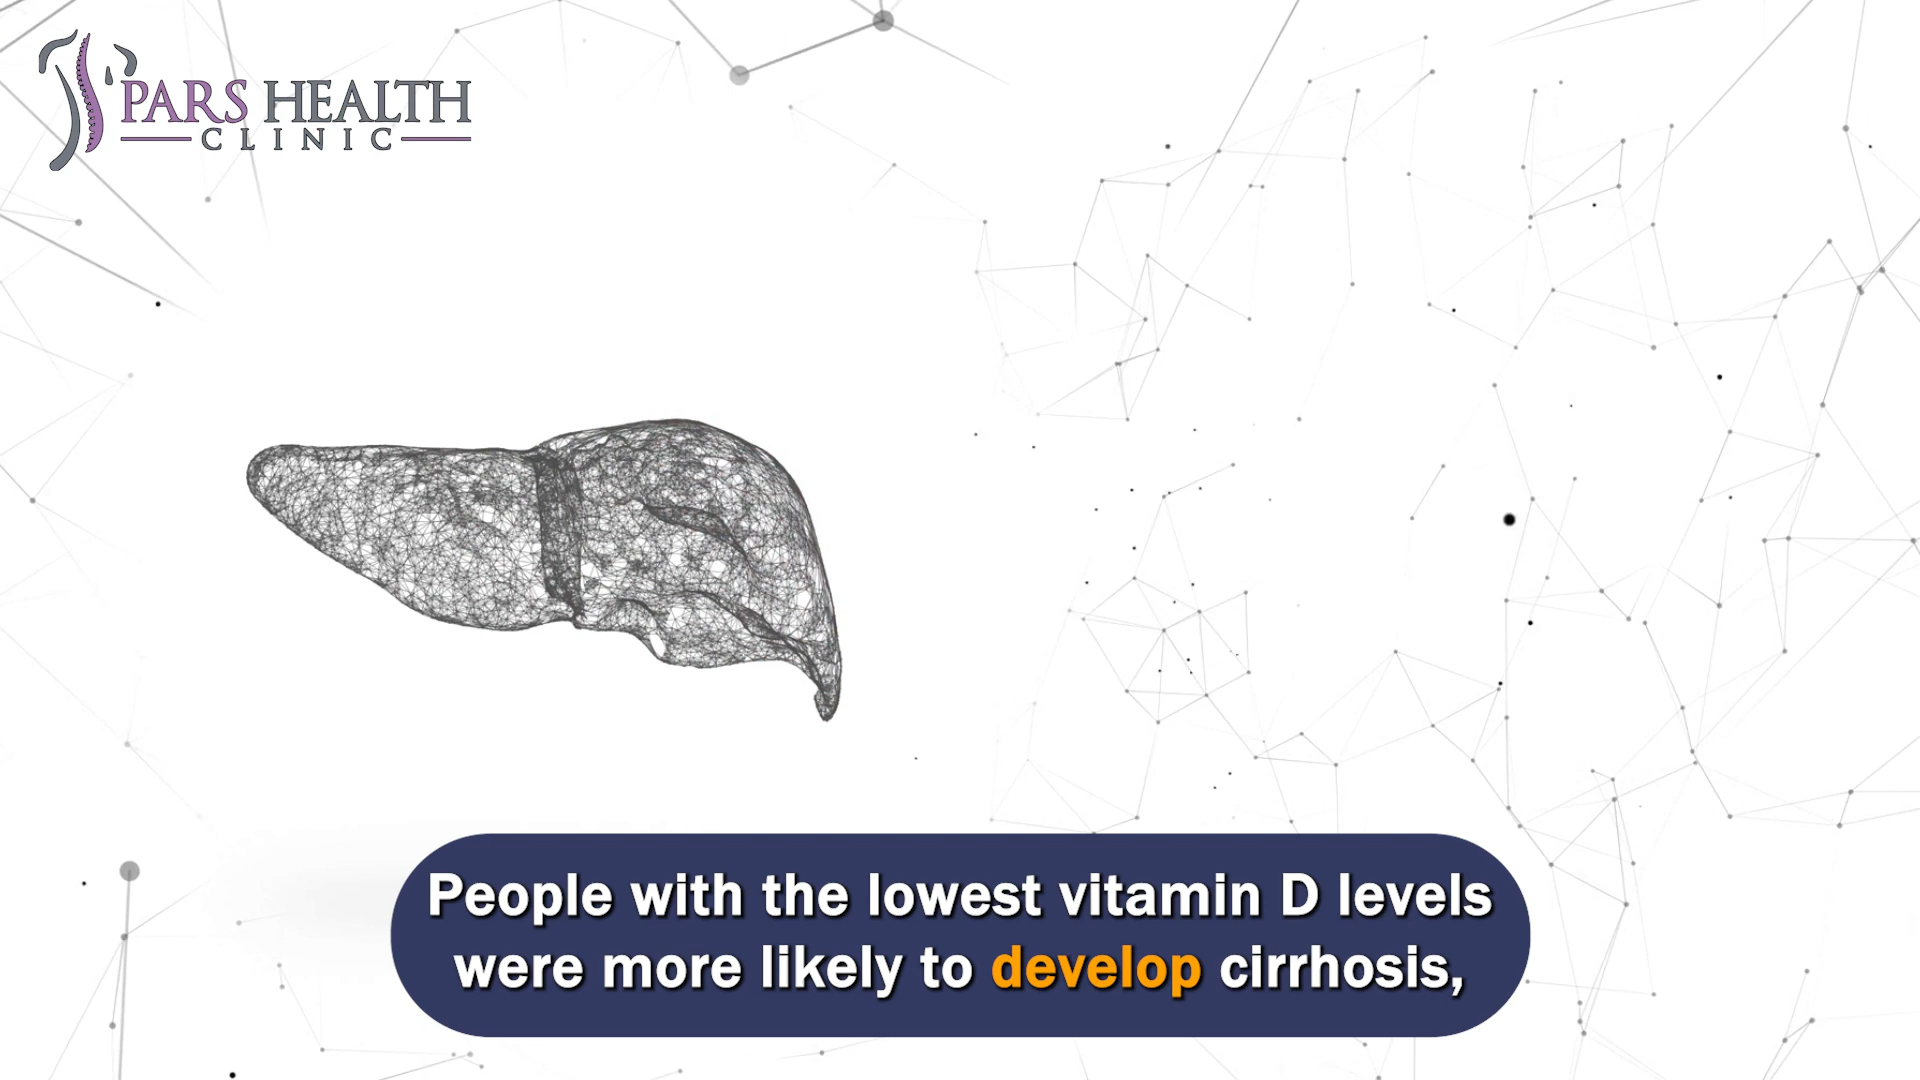 PARS HEALTH
CLINIC
People with the lowest vitamin D levels
were more likely to develop cirrhosis,